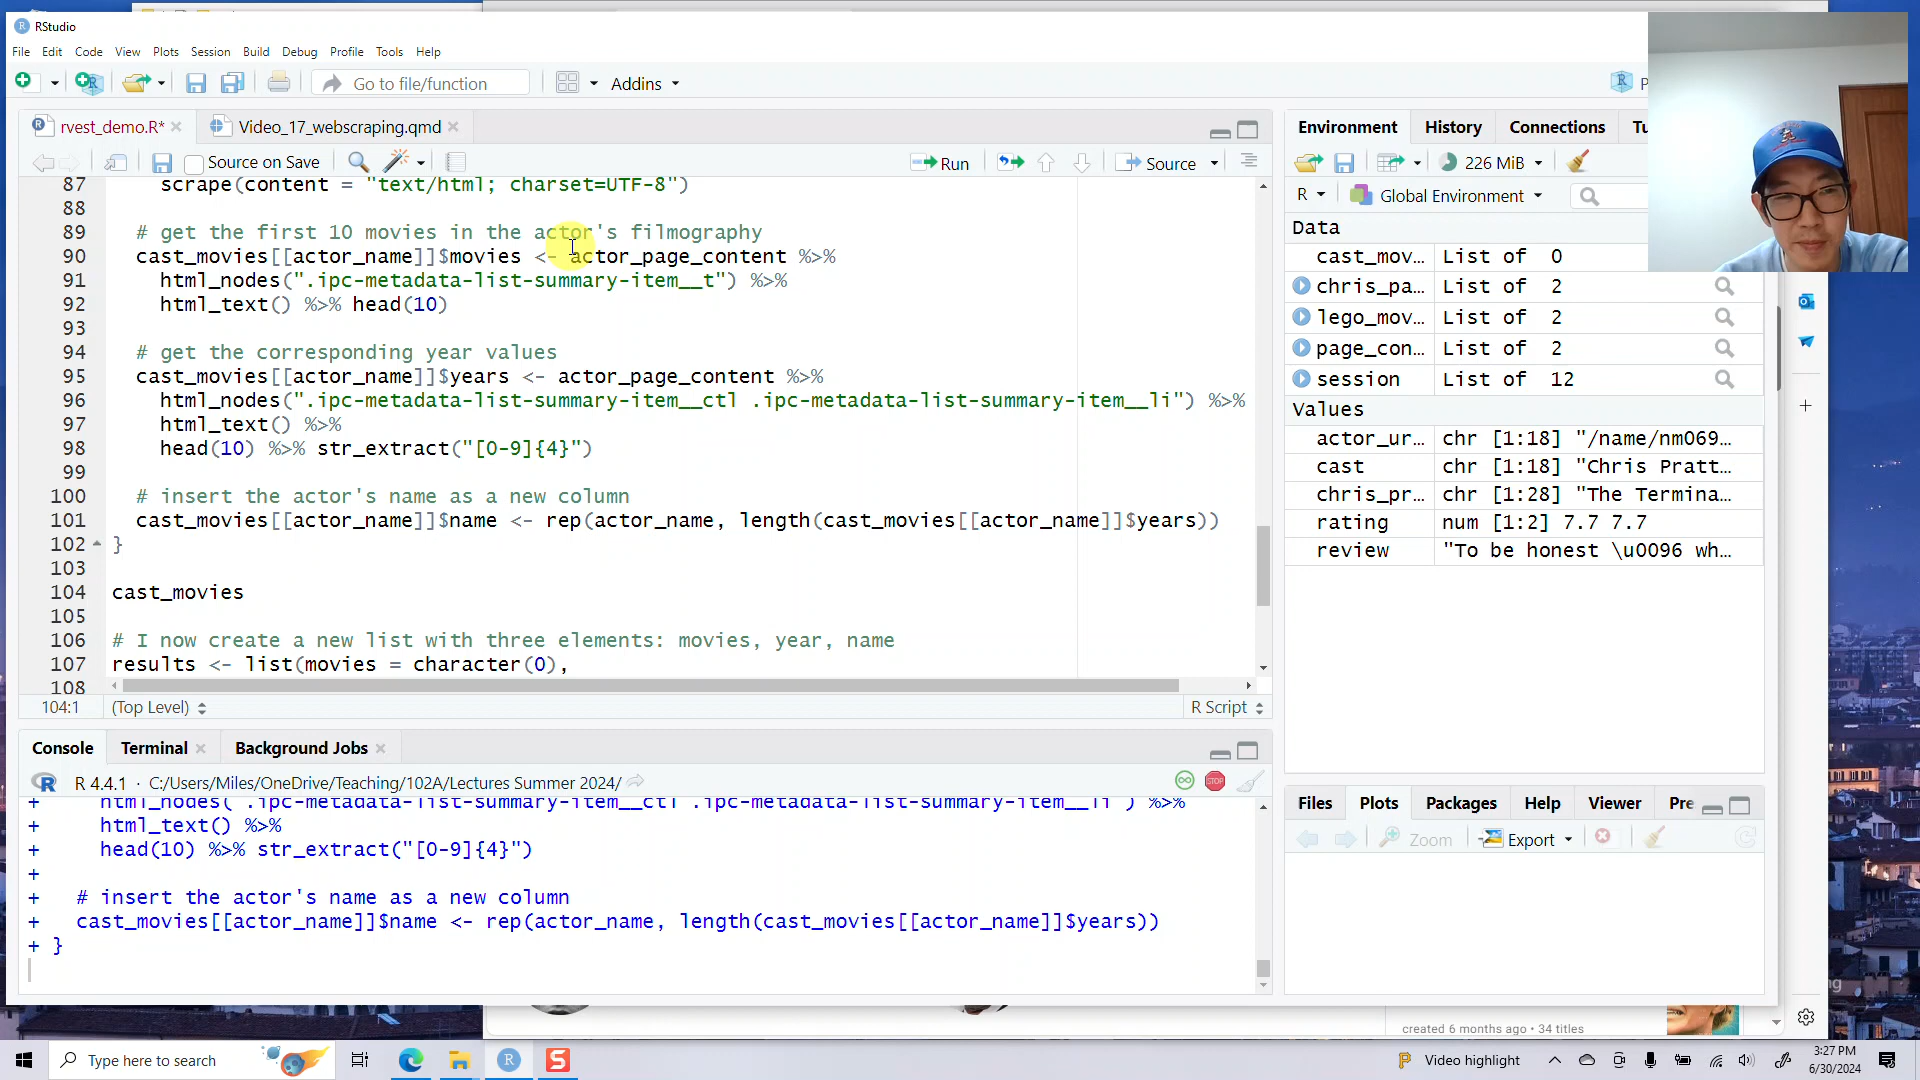 RStudio
File Edit Code View Plots Session Build Debug Profile Tools Help
Go to file/function Addins
rvest_demo.R* Video_17_webscraping.qmd
Source on Save Run Source
87 scrape(content = "text/html; charset=UTF-8")
88
89 # get the first 10 movies in the actor's filmography
90 cast_movies[[actor_name]]$movies <- actor_page_content %>%
91 html_nodes(".ipc-metadata-list-summary-item__t") %>%
92 html_text() %>% head(10)
93
94 # get the corresponding year values
95 cast_movies[[actor_name]]$years <- actor_page_content %>%
96 html_nodes(".ipc-metadata-list-summary-item__ctl .ipc-metadata-list-summary-item__li") %>%
97 html_text() %>%
98 head(10) %>% str_extract("[0-9]{4}")
99
100 # insert the actor's name as a new column
101 cast_movies[[actor_name]]$name <- rep(actor_name, length(cast_movies[[actor_name]]$years))
102 }
103
104 cast_movies
105
106 # I now create a new list with three elements: movies, year, name
107 results <- list(movies = character(0),
108
104:1 (Top Level) R Script
Console Terminal Background Jobs
R 4.4.1 · C:/Users/Miles/OneDrive/Teaching/102A/Lectures Summer 2024/
+ html_nodes(".ipc-metadata-list-summary-item__ctl .ipc-metadata-list-summary-item__li") %>%
+ html_text() %>%
+ head(10) %>% str_extract("[0-9]{4}")
+
+ # insert the actor's name as a new column
+ cast_movies[[actor_name]]$name <- rep(actor_name, length(cast_movies[[actor_name]]$years))
+ }
Environment History Connections Tu
226 MiB
R Global Environment
Data
cast_mov… List of 0
chris_pa… List of 2
lego_mov… List of 2
page_con… List of 2
session List of 12
Values
actor_ur… chr [1:18] "/name/nm069…
cast chr [1:18] "Chris Pratt…
chris_pr… chr [1:28] "The Termina…
rating num [1:2] 7.7 7.7
review "To be honest \u0096 wh…
Files Plots Packages Help Viewer Pre
Zoom Export
created 6 months ago • 34 titles
Type here to search
Video highlight
3:27 PM
6/30/2024